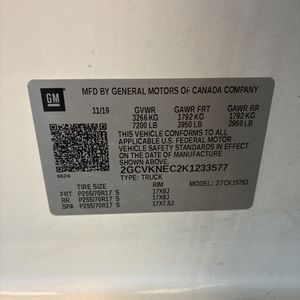 GM
MFD BY GENERAL MOTORS OF CANADA COMPANY
11/19 GVWR GAWR FRT GAWR RR
3266 KG 1792 KG 1792 KG
7200 LB 3950 LB 3950 LB
THIS VEHICLE CONFORMS TO ALL
APPLICABLE U.S. FEDERAL MOTOR
VEHICLE SAFETY STANDARDS IN
EFFECT ON THE DATE OF MANUFACTURE
SHOWN ABOVE.
2GCVKNEC2K1233577
9824 TYPE: TRUCK
TIRE SIZE RIM MODEL: 27CK15753
FRT P255/70R17 S 17X8J
RR P255/70R17 S 17X8J
SPA P255/70R17 S 17X7.5J